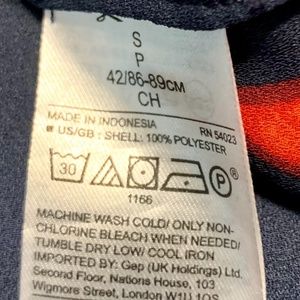 S
P
42/86-89CM
CH
MADE IN INDONESIA RN 54023
US/GB : SHELL: 100% POLYESTER
30 P
1166
MACHINE WASH COLD/ ONLY NON-
CHLORINE BLEACH WHEN NEEDED/
TUMBLE DRY LOW/ COOL IRON
IMPORTED BY: Gap (UK Holdings) Ltd.
Second Floor, Nations House, 103
Wigmore Street, London W1U 1QS